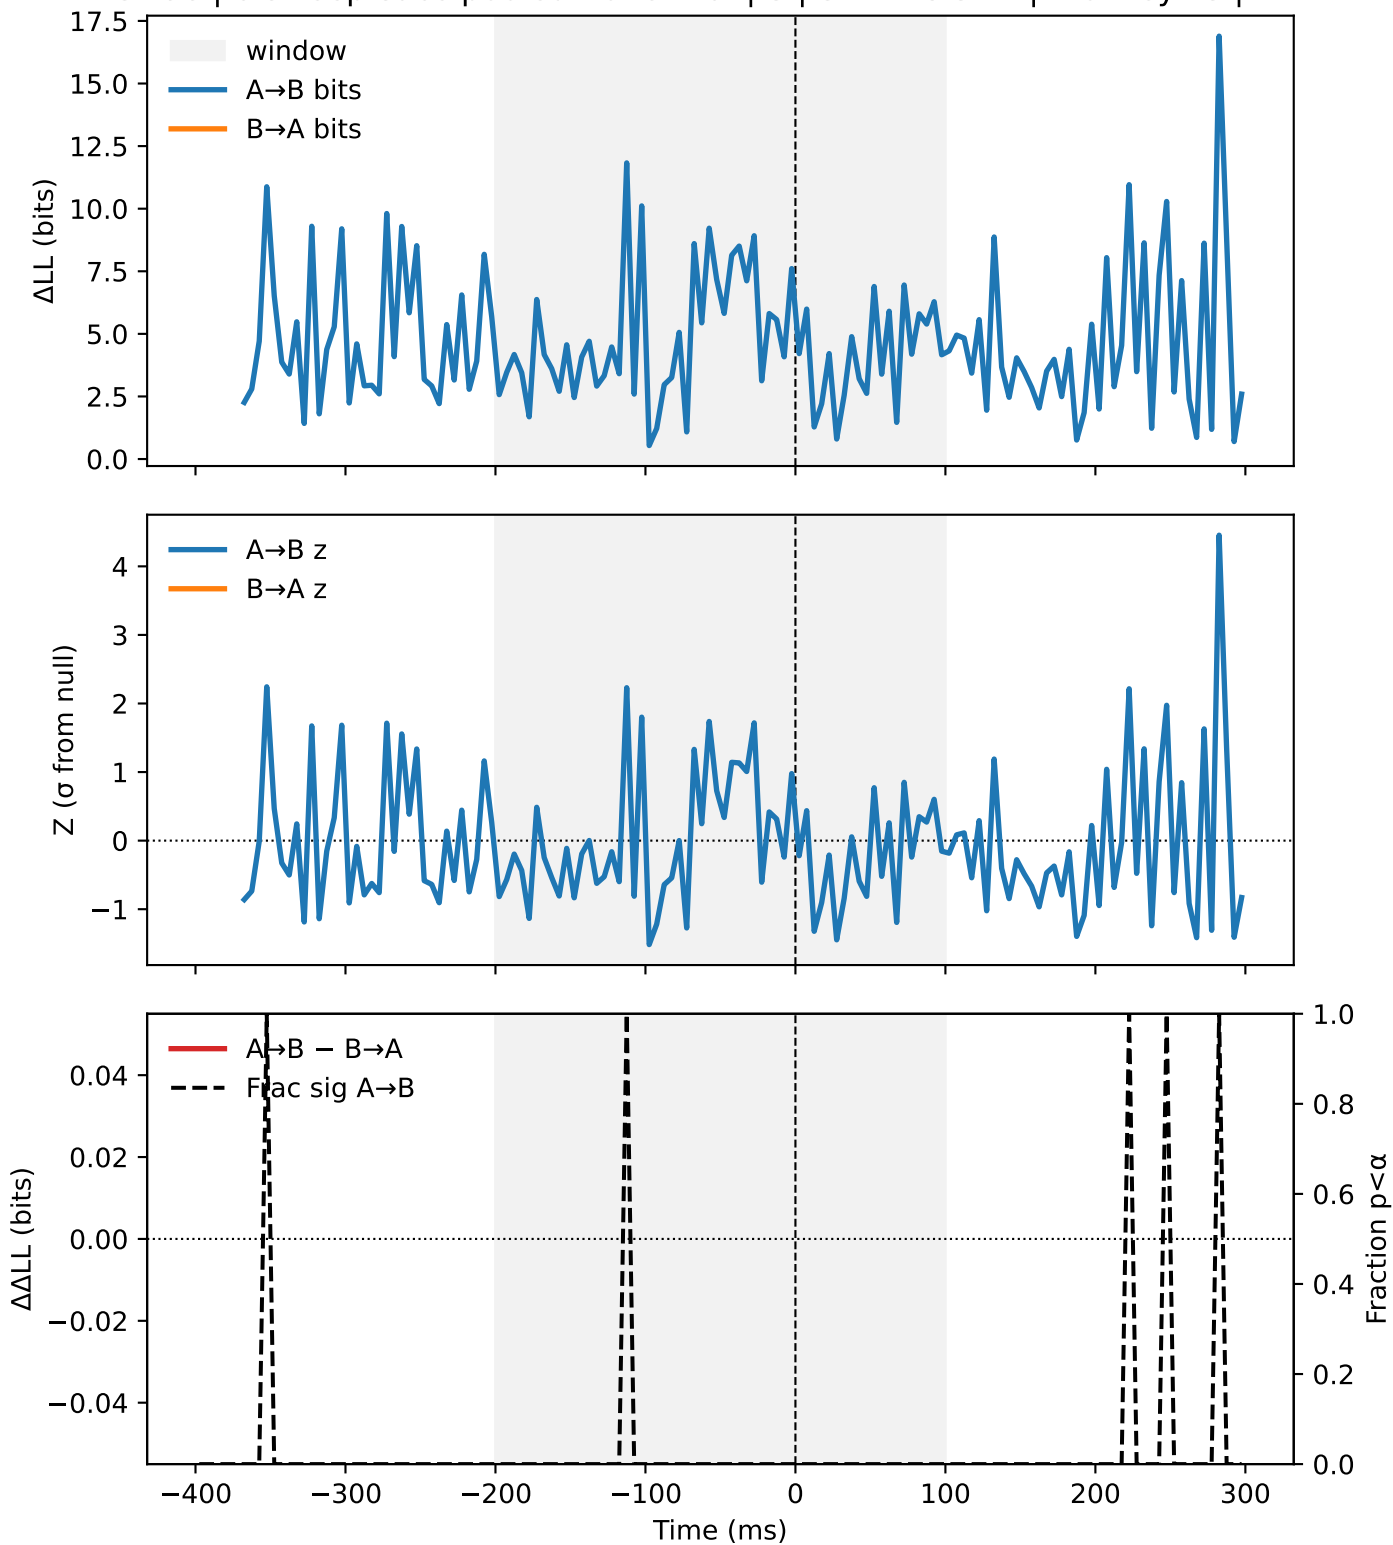 17.5
15.0
12.5
10.0
7.5
5.0
2.5
0.0
ΔLL (bits)
window
A→B bits
B→A bits
4
3
2
1
0
−1
Z (σ from null)
A→B z
B→A z
0.04
0.02
0.00
−0.02
−0.04
ΔΔLL (bits)
A→B − B→A
Frac sig A→B
1.0
0.8
0.6
0.4
0.2
0.0
Fraction p<α
−400 −300 −200 −100 0 100 200 300
Time (ms)